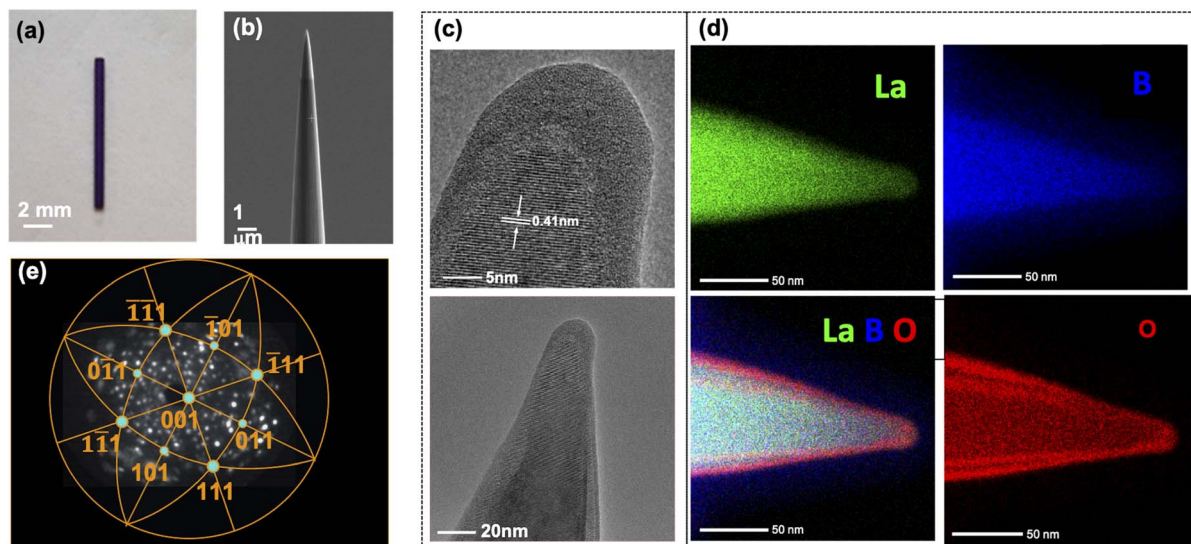 (a)
2 mm
(b)
1
μm
(c)
0.41nm
5nm
20nm
(d)
La
50 nm
B
50 nm
La B O
50 nm
O
50 nm
(e)
1̅1̅1
1̅01
01̅1
1̅11
001
11̅1
011
101
111